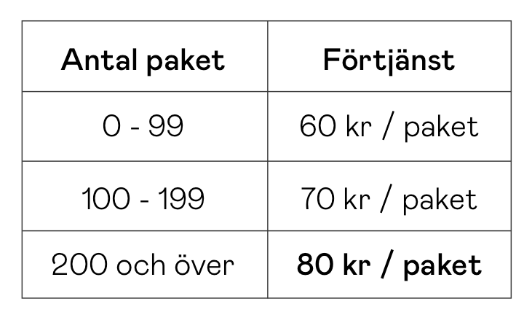 Antal paket Förtjänst
0 - 99 60 kr / paket
100 - 199 70 kr / paket
200 och över 80 kr / paket